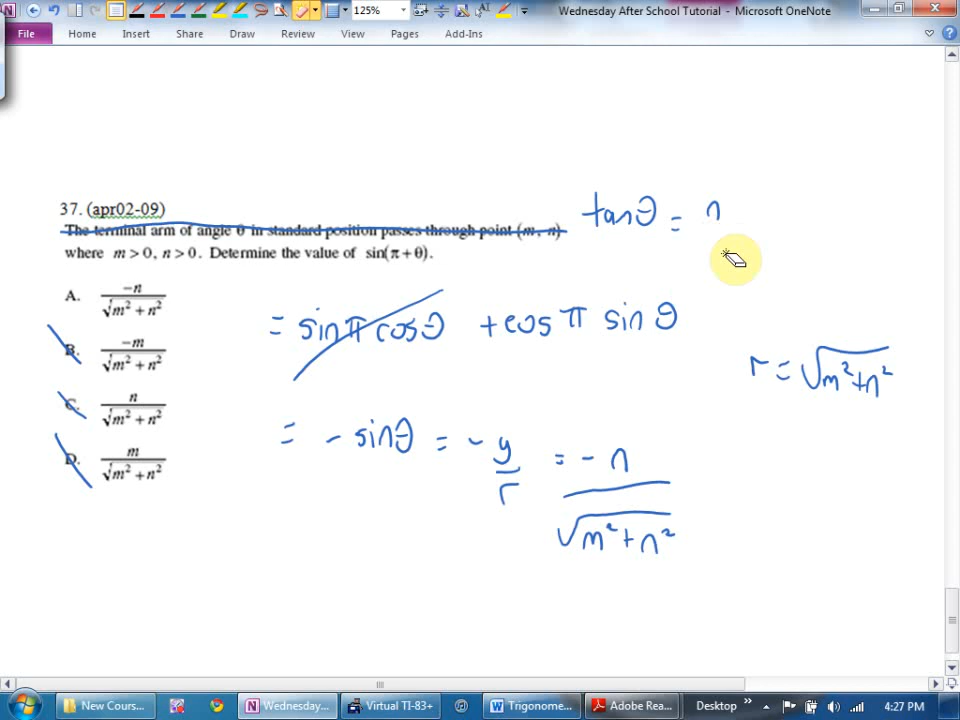 125%
Wednesday After School Tutorial - Microsoft OneNote
File Home Insert Share Draw Review View Pages Add-Ins
37. (apr02-09)
The terminal arm of angle θ in standard position passes through point (m, n)
where m > 0, n > 0. Determine the value of sin(π + θ).
tanθ = n
A. -n / √m² + n²
= sinπ cosθ + cosπ sinθ
B. -m / √m² + n²
r = √m²+n²
C. n / √m² + n²
= - sinθ = - y/r = - n / √m²+n²
D. m / √m² + n²
New Cours... Wednesday... Virtual TI-83+ Trigonome... Adobe Rea... Desktop » 4:27 PM